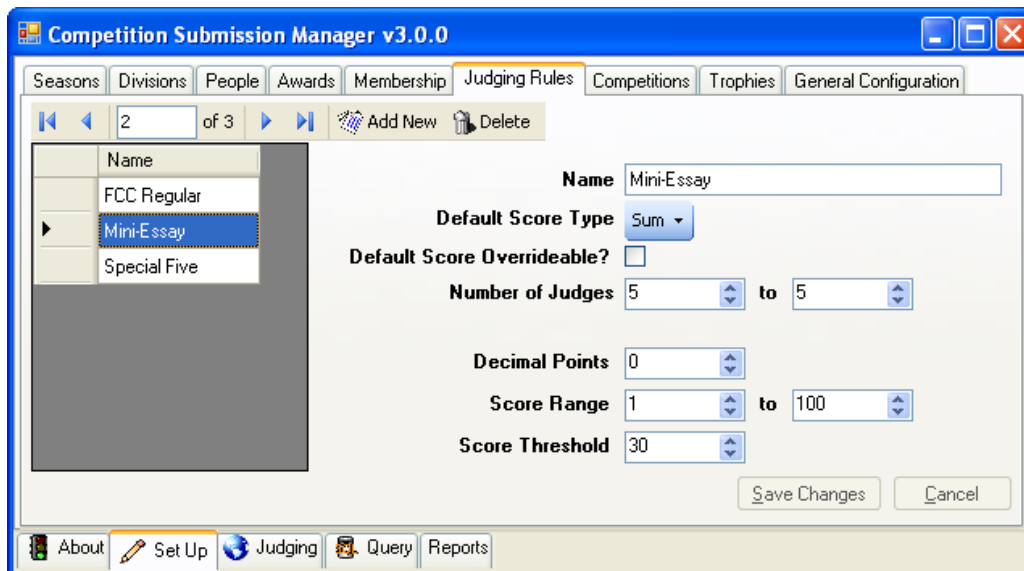 Competition Submission Manager v3.0.0
Seasons Divisions People Awards Membership Judging Rules Competitions Trophies General Configuration
2 of 3 Add New Delete
Name
FCC Regular
Mini-Essay
Special Five
Name Mini-Essay
Default Score Type Sum
Default Score Overrideable?
Number of Judges 5 to 5
Decimal Points 0
Score Range 1 to 100
Score Threshold 30
Save Changes Cancel
About Set Up Judging Query Reports